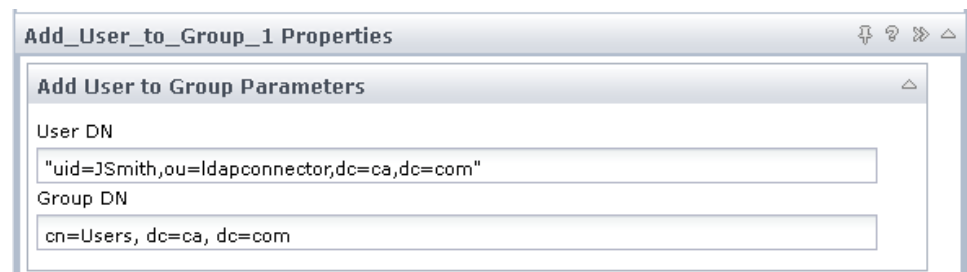 Add_User_to_Group_1 Properties
Add User to Group Parameters
User DN
"uid=JSmith,ou=ldapconnector,dc=ca,dc=com"
Group DN
cn=Users, dc=ca, dc=com